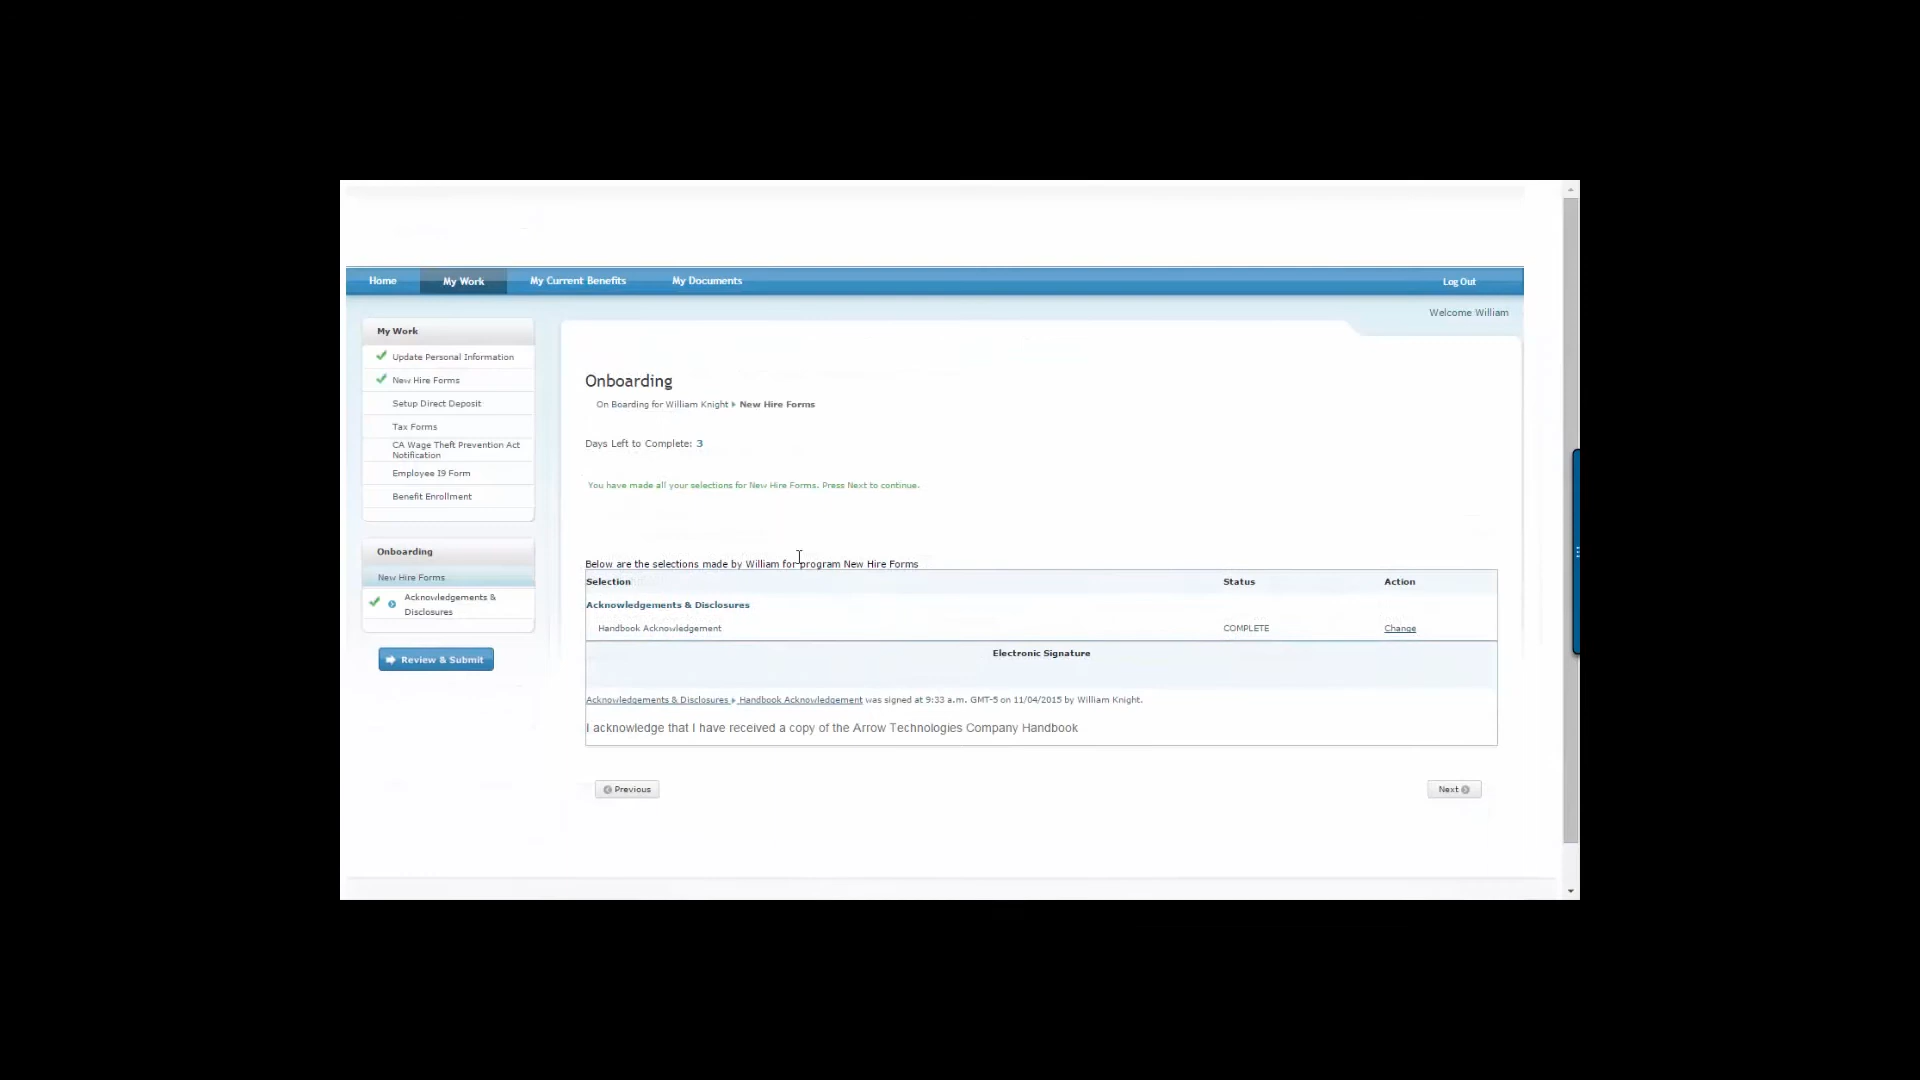 Home My Work My Current Benefits My Documents Log Out
Welcome William
My Work
Update Personal Information
New Hire Forms
Setup Direct Deposit
Tax Forms
CA Wage Theft Prevention Act
Notification
Employee I9 Form
Benefit Enrollment
Onboarding
New Hire Forms
Acknowledgements &
Disclosures
Review & Submit
Onboarding
On Boarding for William Knight New Hire Forms
Days Left to Complete: 3
You have made all your selections for New Hire Forms. Press Next to continue.
Below are the selections made by William for program New Hire Forms
Selection Status Action
Acknowledgements & Disclosures
Handbook Acknowledgement COMPLETE Change
Electronic Signature
Acknowledgements & Disclosures Handbook Acknowledgement was signed at 9:33 a.m. GMT-5 on 11/04/2015 by William Knight.
I acknowledge that I have received a copy of the Arrow Technologies Company Handbook
Previous Next